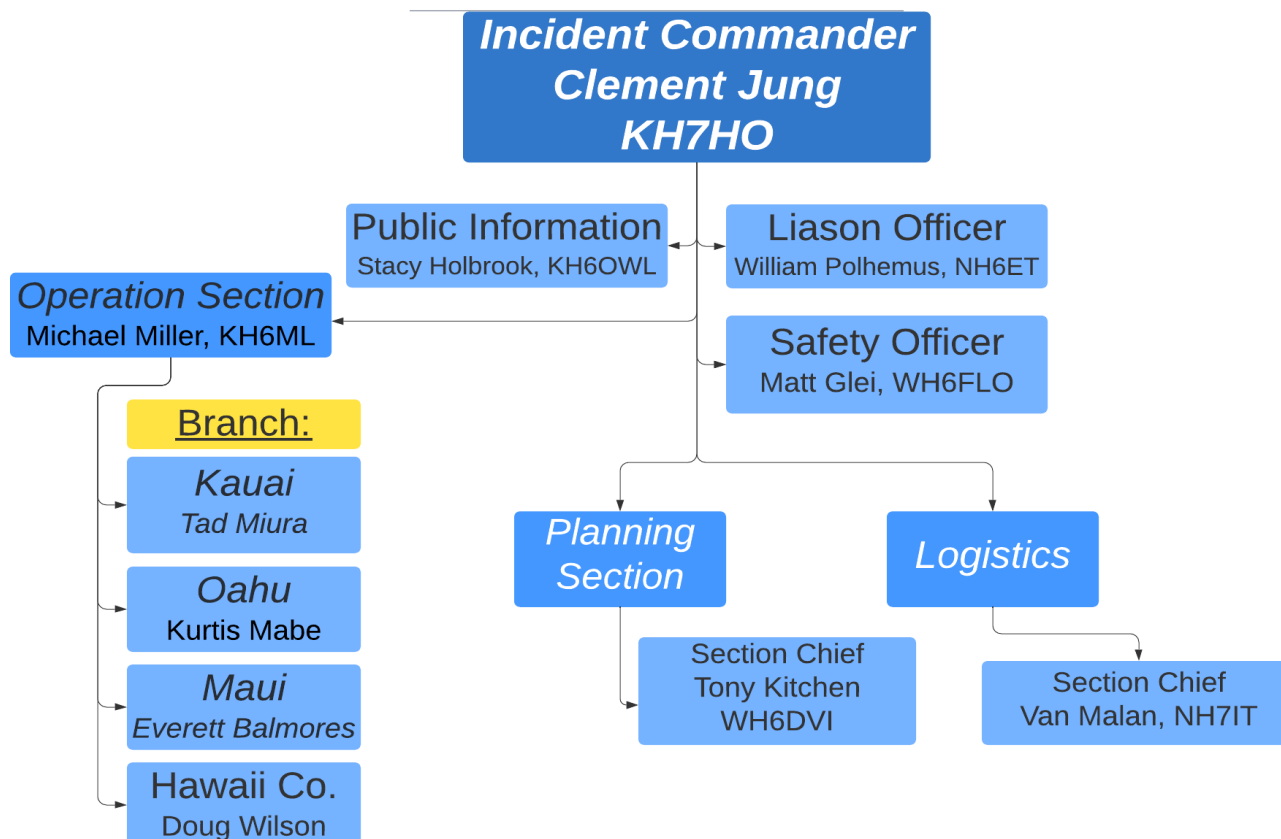 Incident Commander
Clement Jung
KH7HO
Public Information
Stacy Holbrook, KH6OWL
Liason Officer
William Polhemus, NH6ET
Operation Section
Michael Miller, KH6ML
Safety Officer
Matt Glei, WH6FLO
Branch:
Kauai
Tad Miura
Oahu
Kurtis Mabe
Maui
Everett Balmores
Hawaii Co.
Doug Wilson
Planning
Section
Logistics
Section Chief
Tony Kitchen
WH6DVI
Section Chief
Van Malan, NH7IT